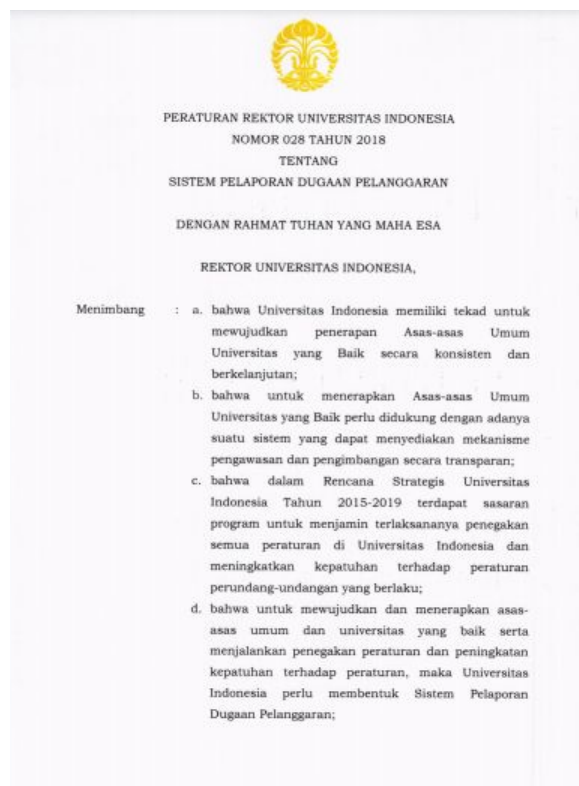 PERATURAN REKTOR UNIVERSITAS INDONESIA
NOMOR 028 TAHUN 2018
TENTANG
SISTEM PELAPORAN DUGAAN PELANGGARAN
DENGAN RAHMAT TUHAN YANG MAHA ESA
REKTOR UNIVERSITAS INDONESIA,
Menimbang : a. bahwa Universitas Indonesia memiliki tekad untuk
mewujudkan penerapan Asas-asas Umum
Universitas yang Baik secara konsisten dan
berkelanjutan;
b. bahwa untuk menerapkan Asas-asas Umum
Universitas yang Baik perlu didukung dengan adanya
suatu sistem yang dapat menyediakan mekanisme
pengawasan dan pengimbangan secara transparan;
c. bahwa dalam Rencana Strategis Universitas
Indonesia Tahun 2015-2019 terdapat sasaran
program untuk menjamin terlaksananya penegakan
semua peraturan di Universitas Indonesia dan
meningkatkan kepatuhan terhadap peraturan
perundang-undangan yang berlaku;
d. bahwa untuk mewujudkan dan menerapkan asas-
asas umum dan universitas yang baik serta
menjalankan penegakan peraturan dan peningkatan
kepatuhan terhadap peraturan, maka Universitas
Indonesia perlu membentuk Sistem Pelaporan
Dugaan Pelanggaran;